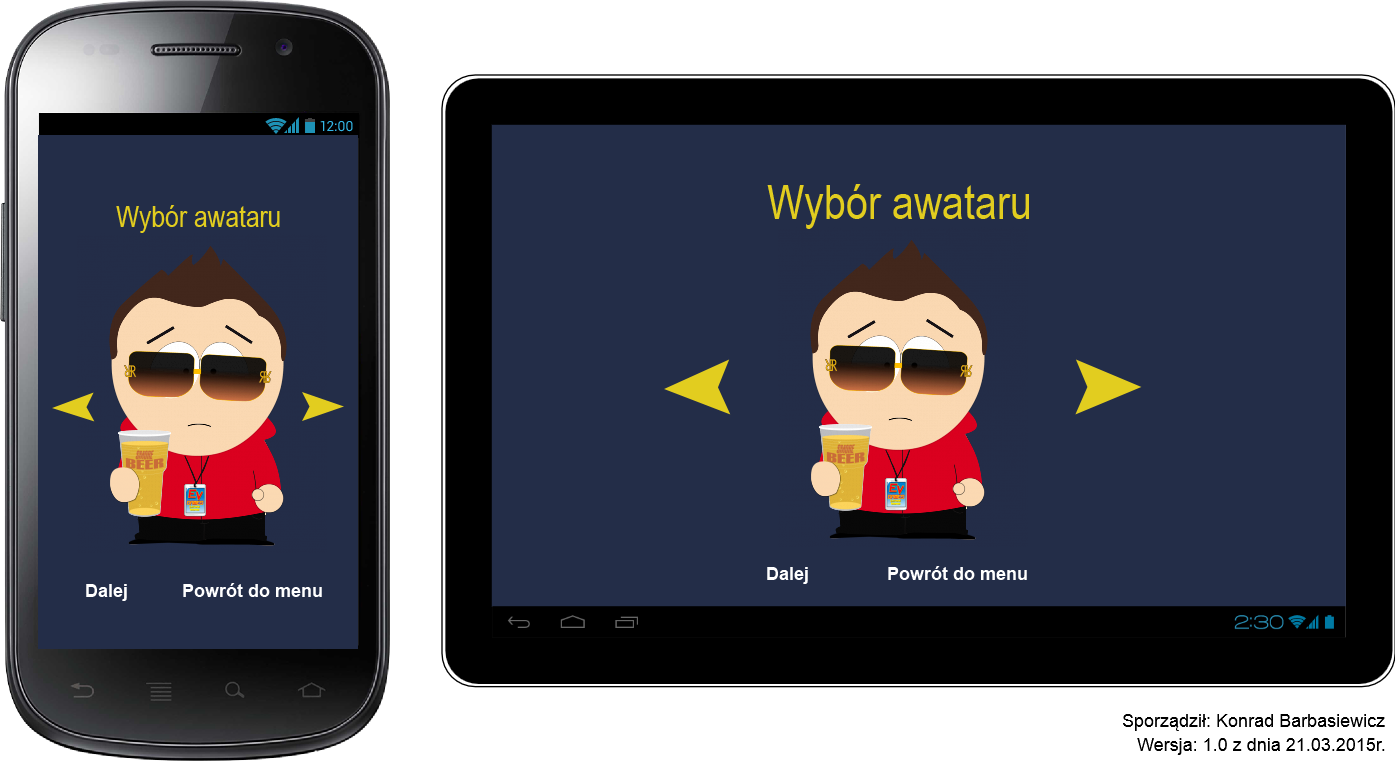 12:00
Wybór awataru
BEER
Dalej Powrót do menu
Wybór awataru
BEER
Dalej Powrót do menu
2:30
Sporządził: Konrad Barbasiewicz
Wersja: 1.0 z dnia 21.03.2015r.